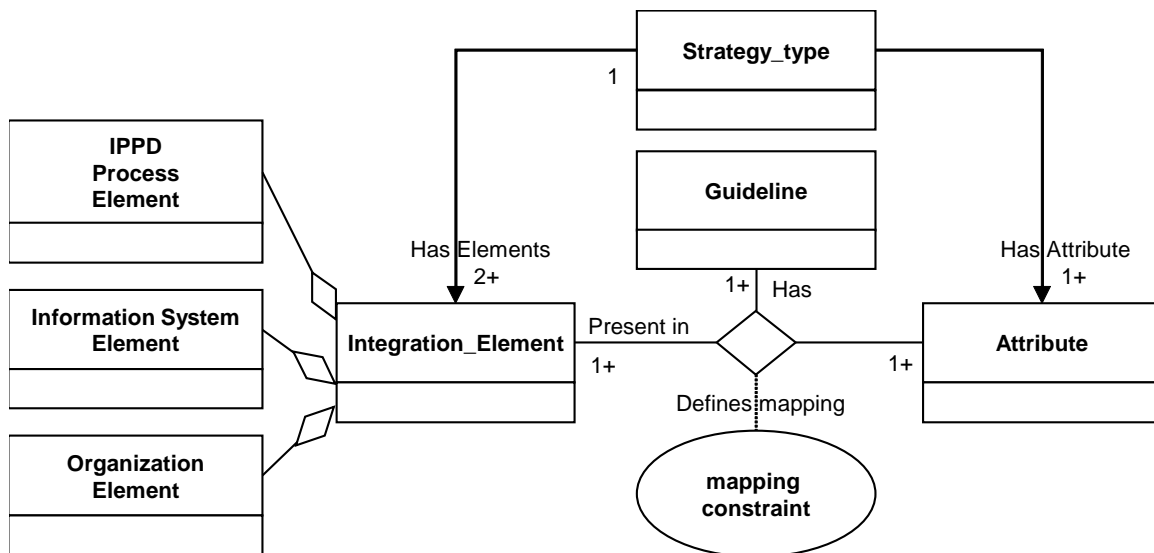 Strategy_type
1
IPPD
Process
Element
Guideline
Has Elements
2+
Has Attribute
1+
1+
Has
Information System
Element
Integration_Element
Present in
1+
Attribute
1+
Defines mapping
Organization
Element
mapping
constraint